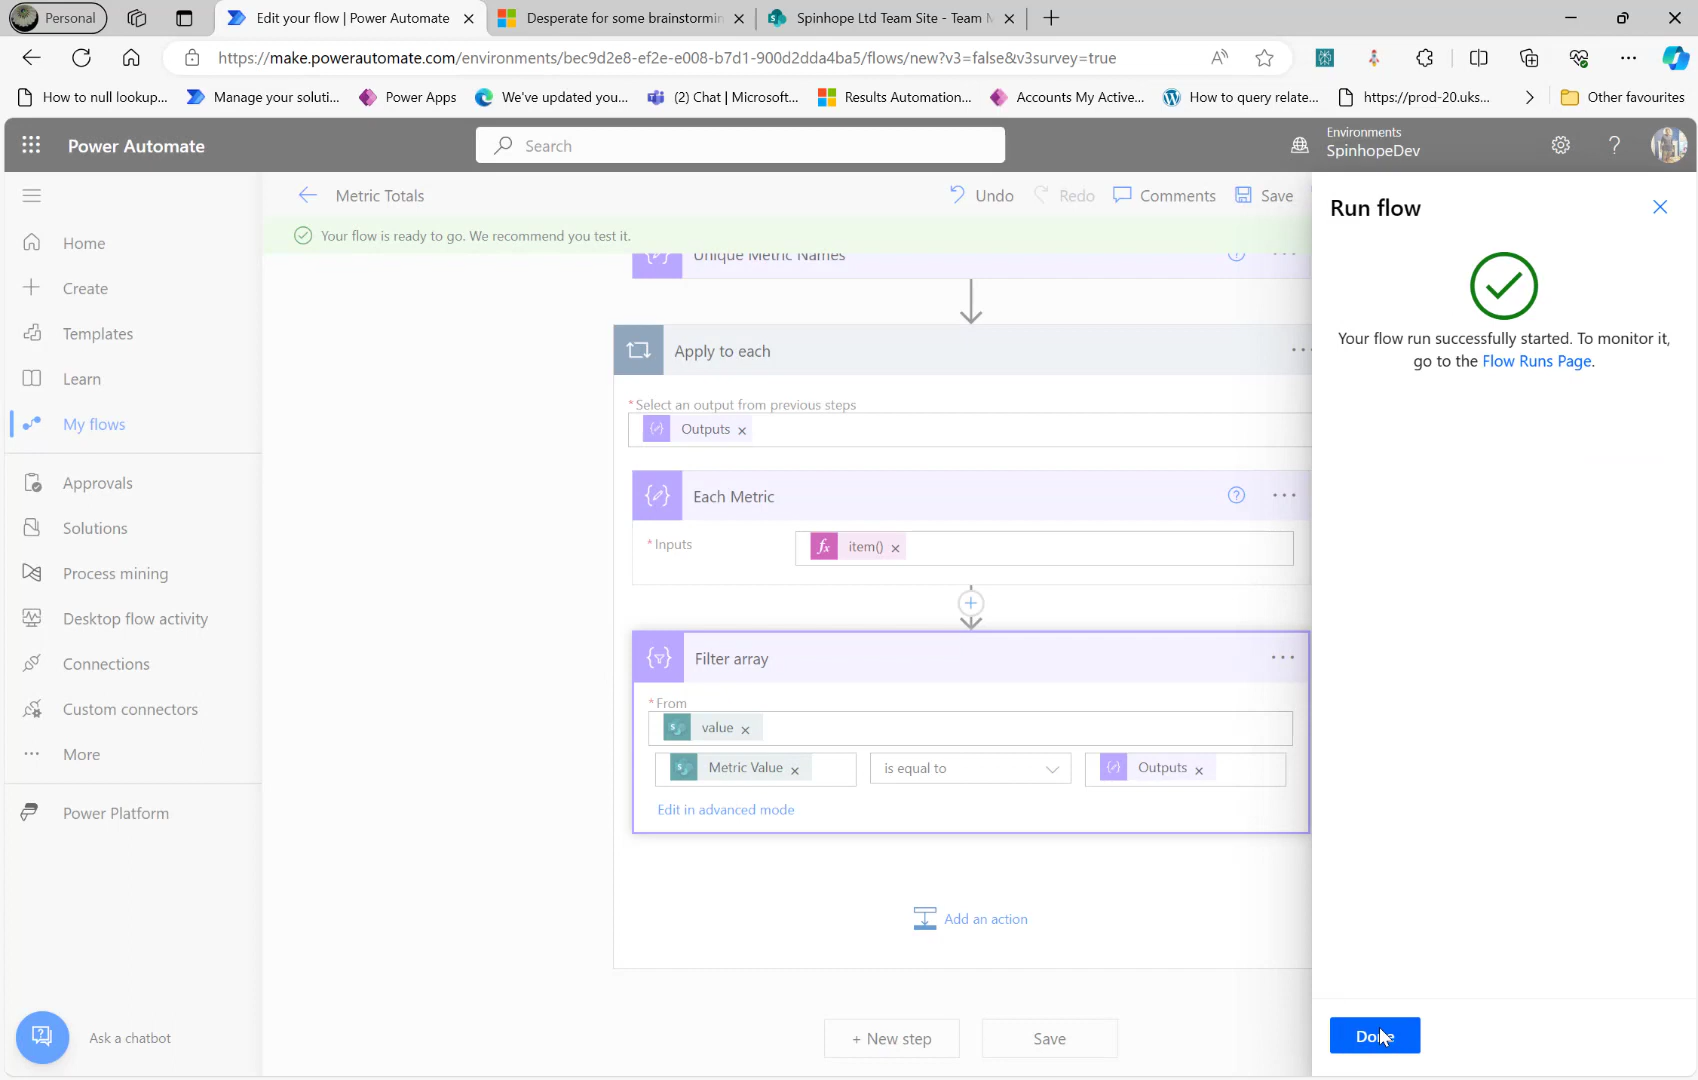 Personal
Edit your flow | Power Automate
Desperate for some brainstormin
Spinhope Ltd Team Site - Team M
https://make.powerautomate.com/environments/bec9d2e8-ef2e-e008-b7d1-900d2dda4ba5/flows/new?v3=false&v3survey=true
How to null lookup...
Manage your soluti...
Power Apps
We've updated you...
(2) Chat | Microsoft...
Results Automation...
Accounts My Active...
How to query relate...
https://prod-20.uks...
Other favourites
Power Automate
Search
Environments
SpinhopeDev
Metric Totals
Undo
Redo
Comments
Save
Run flow
Your flow is ready to go. We recommend you test it.
Home
Create
Templates
Learn
My flows
Approvals
Solutions
Process mining
Desktop flow activity
Connections
Custom connectors
More
Power Platform
Ask a chatbot
Unique Metric Names
Apply to each
* Select an output from previous steps
Outputs
Each Metric
* Inputs
fx item()
Filter array
* From
value
Metric Value
is equal to
Outputs
Edit in advanced mode
Add an action
+ New step
Save
Your flow run successfully started. To monitor it,
go to the Flow Runs Page.
Done